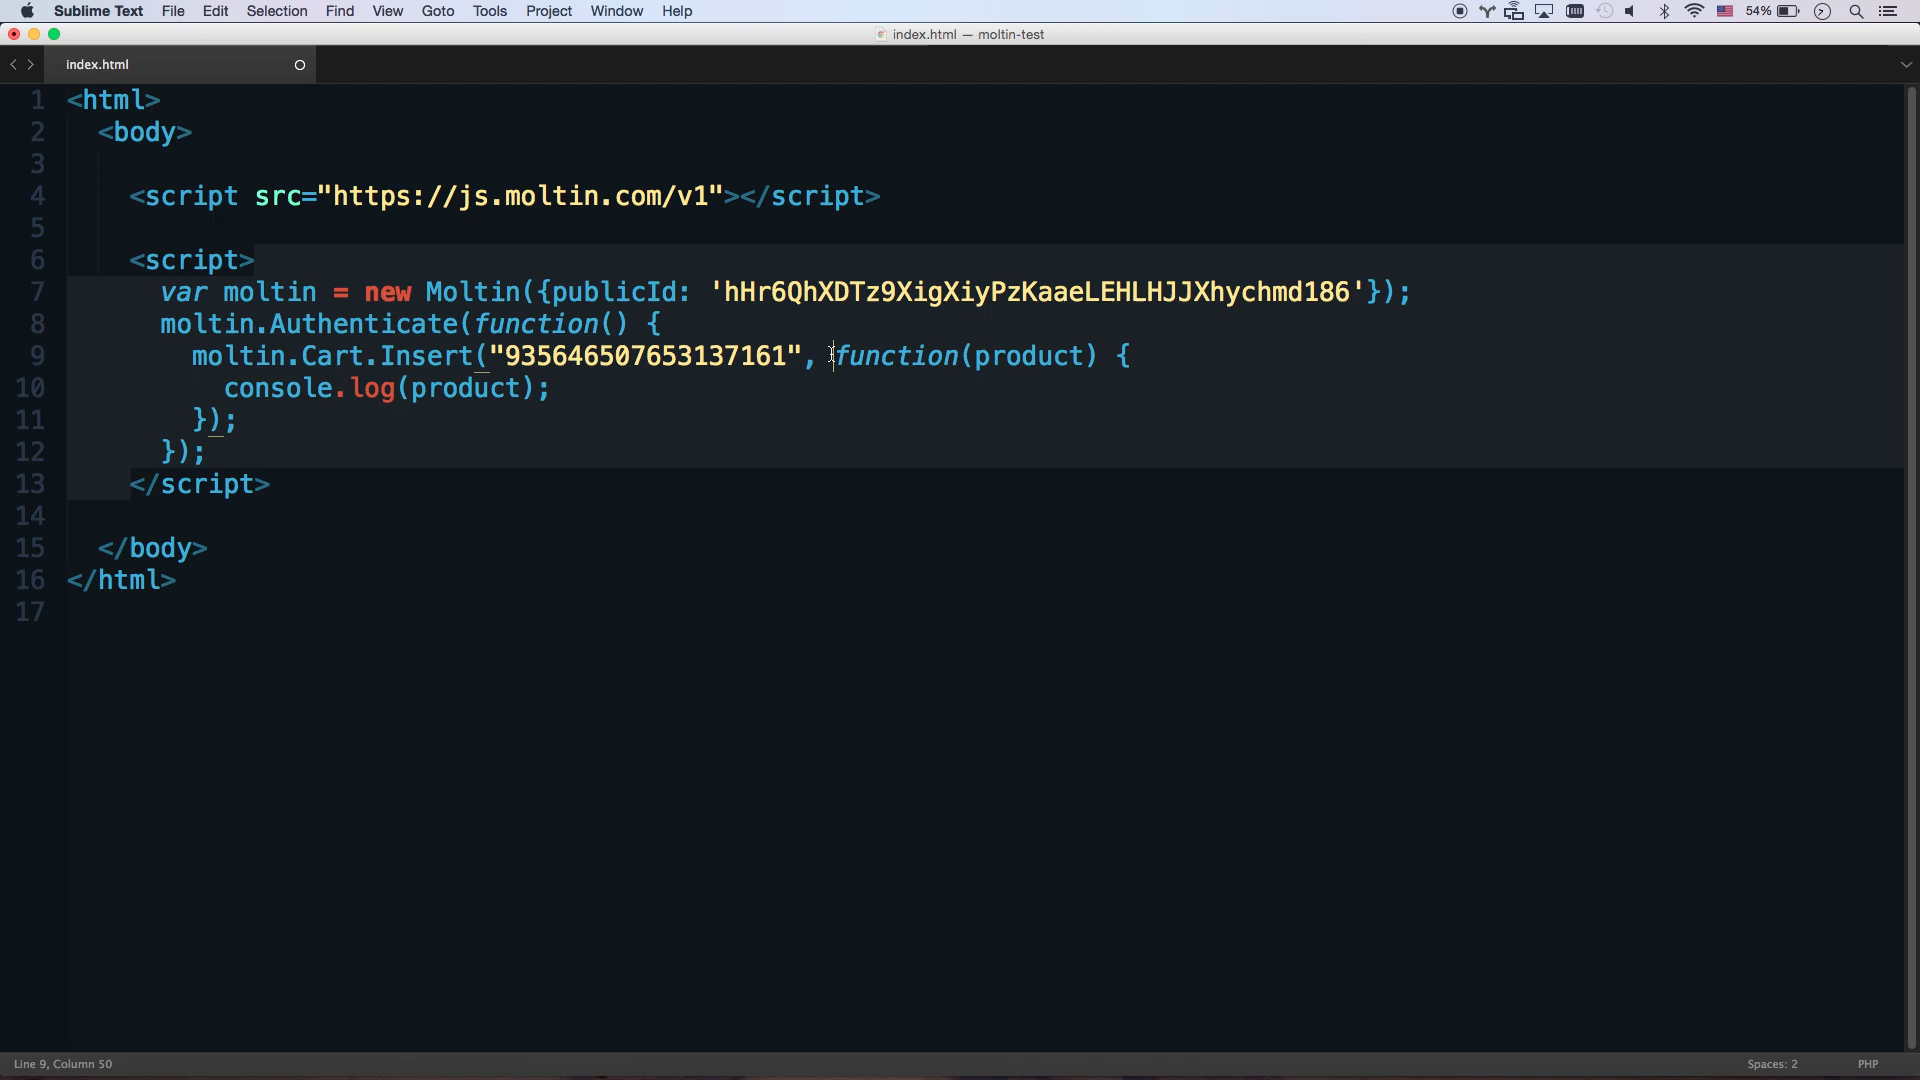 Sublime Text File Edit Selection Find View Goto Tools Project Window Help 54%
index.html — moltin-test
index.html
1 <html>
2 <body>
3
4 <script src="https://js.moltin.com/v1"></script>
5
6 <script>
7 var moltin = new Moltin({publicId: 'hHr6QhXDTz9XigXiyPzKaaeLEHLHJJXhychmd186'});
8 moltin.Authenticate(function() {
9 moltin.Cart.Insert("935646507653137161", function(product) {
10 console.log(product);
11 });
12 });
13 </script>
14
15 </body>
16 </html>
17
Line 9, Column 50 Spaces: 2 PHP